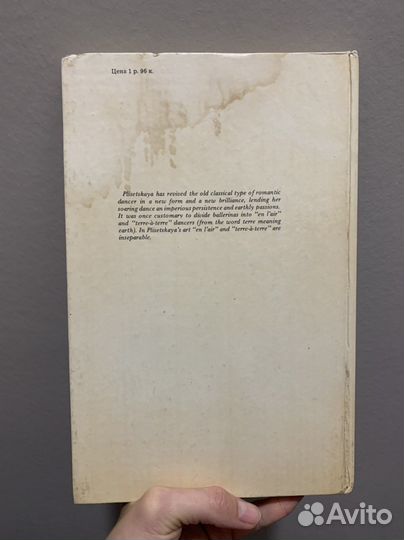 Цена 1 р. 96 к.
Plisetskaya has revived the old classical type of romantic
dancer in a new form and a new brilliance, lending her
soaring dance an imperious persistence and earthly passions.
It was once customary to divide ballerinas into "en l'air"
and "terre-à-terre" dancers (from the word terre meaning
earth). In Plisetskaya's art "en l'air" and "terre-à-terre" are
inseparable.
Avito